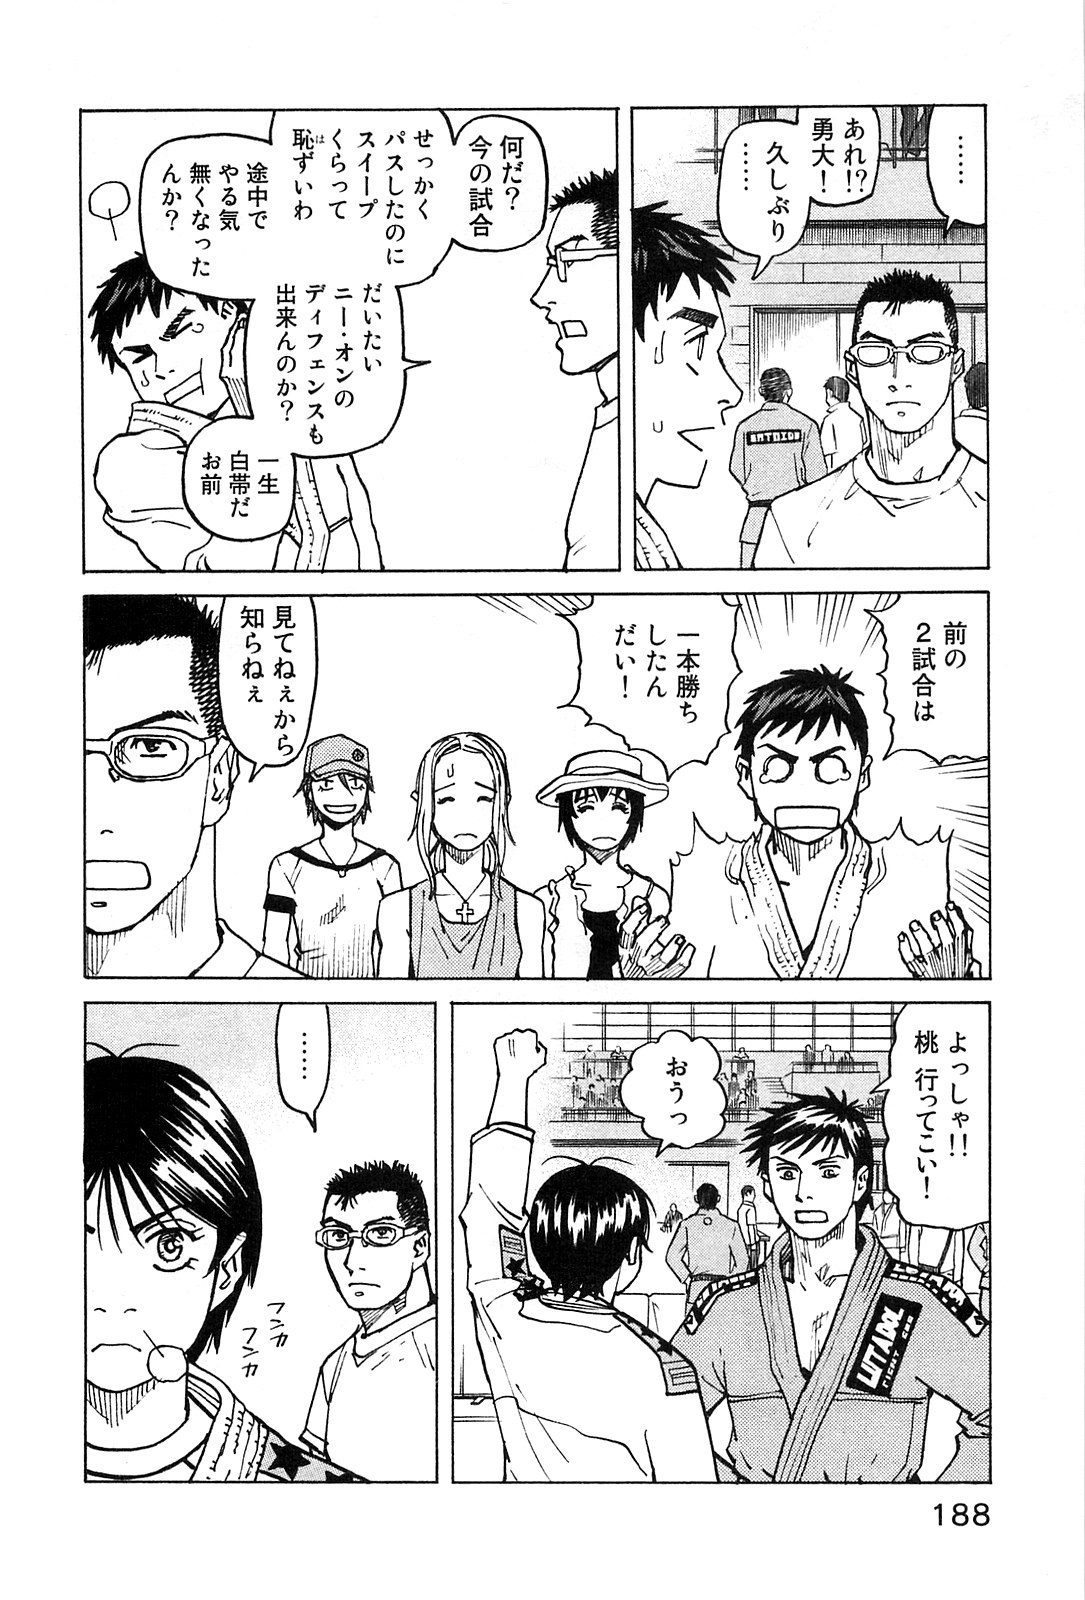 ……
あれ!?
勇大!
久しぶり
……
BATDIOU
何だ?
今の試合
せっかく
パスしたのに
スイープ
くらって
恥ずいわ
は
途中で
やる気
無くなった
んか?
だいたい
ニー・オンの
ディフェンスも
出来んのか?
一生
白帯だ
お前
前の
2試合は
一本勝ち
したん
だい!
見てねぇから
知らねぇ
よっしゃ!!
桃 行ってこい!
おうっ
LUTADOL
FIGHT GEE
……
フンカ
フンカ
188